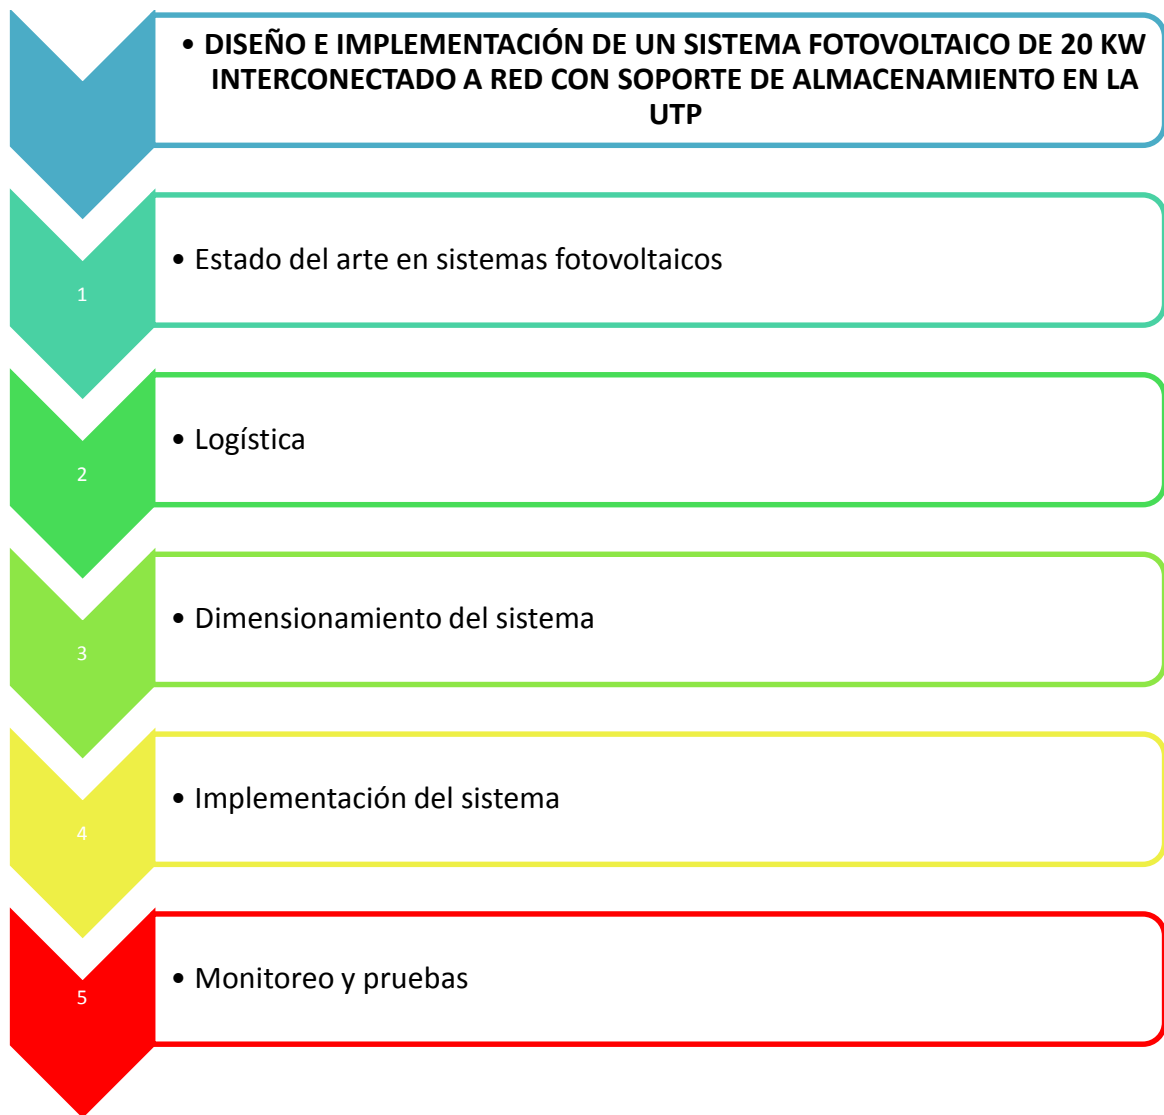 • DISEÑO E IMPLEMENTACIÓN DE UN SISTEMA FOTOVOLTAICO DE 20 KW
INTERCONECTADO A RED CON SOPORTE DE ALMACENAMIENTO EN LA
UTP
1
• Estado del arte en sistemas fotovoltaicos
2
• Logística
3
• Dimensionamiento del sistema
4
• Implementación del sistema
5
• Monitoreo y pruebas